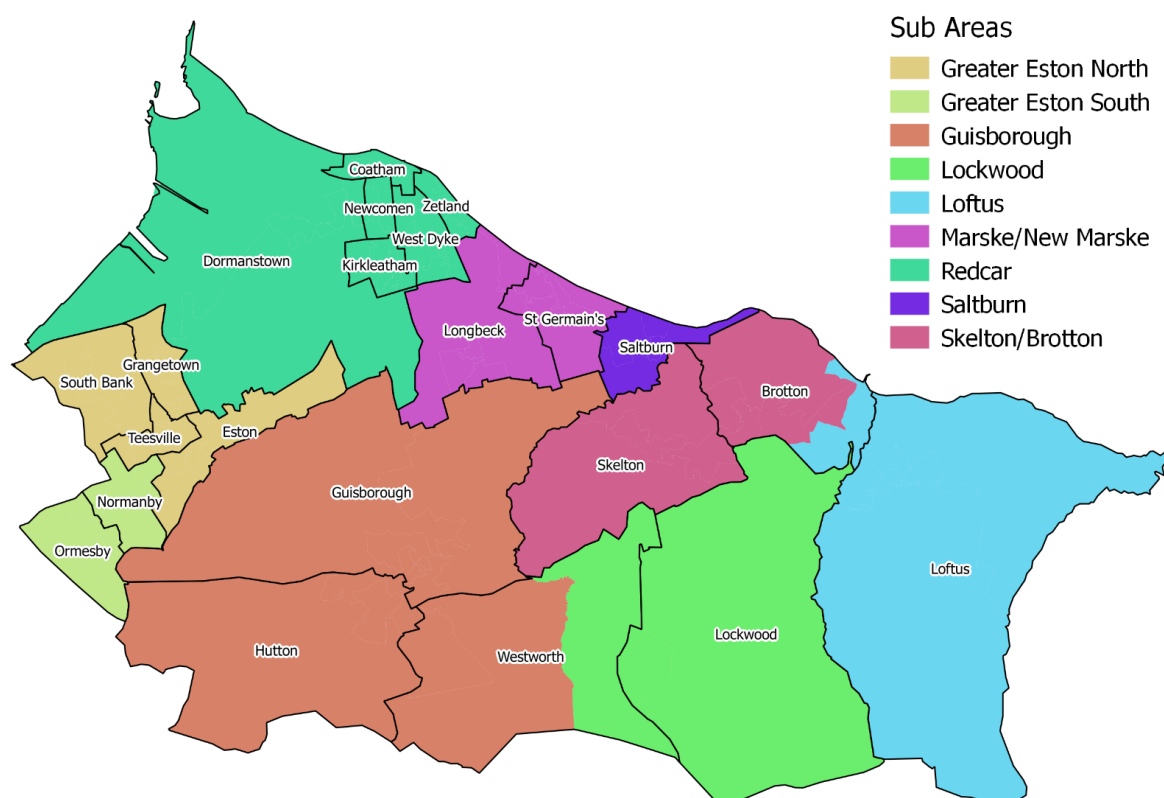 Sub Areas
Greater Eston North
Greater Eston South
Guisborough
Lockwood
Loftus
Marske/New Marske
Redcar
Saltburn
Skelton/Brotton
Coatham
Newcomen
Zetland
West Dyke
Dormanstown
Kirkleatham
St Germain's
Longbeck
Saltburn
Grangetown
South Bank
Brotton
Teesville
Eston
Skelton
Guisborough
Normanby
Ormesby
Loftus
Lockwood
Hutton
Westworth